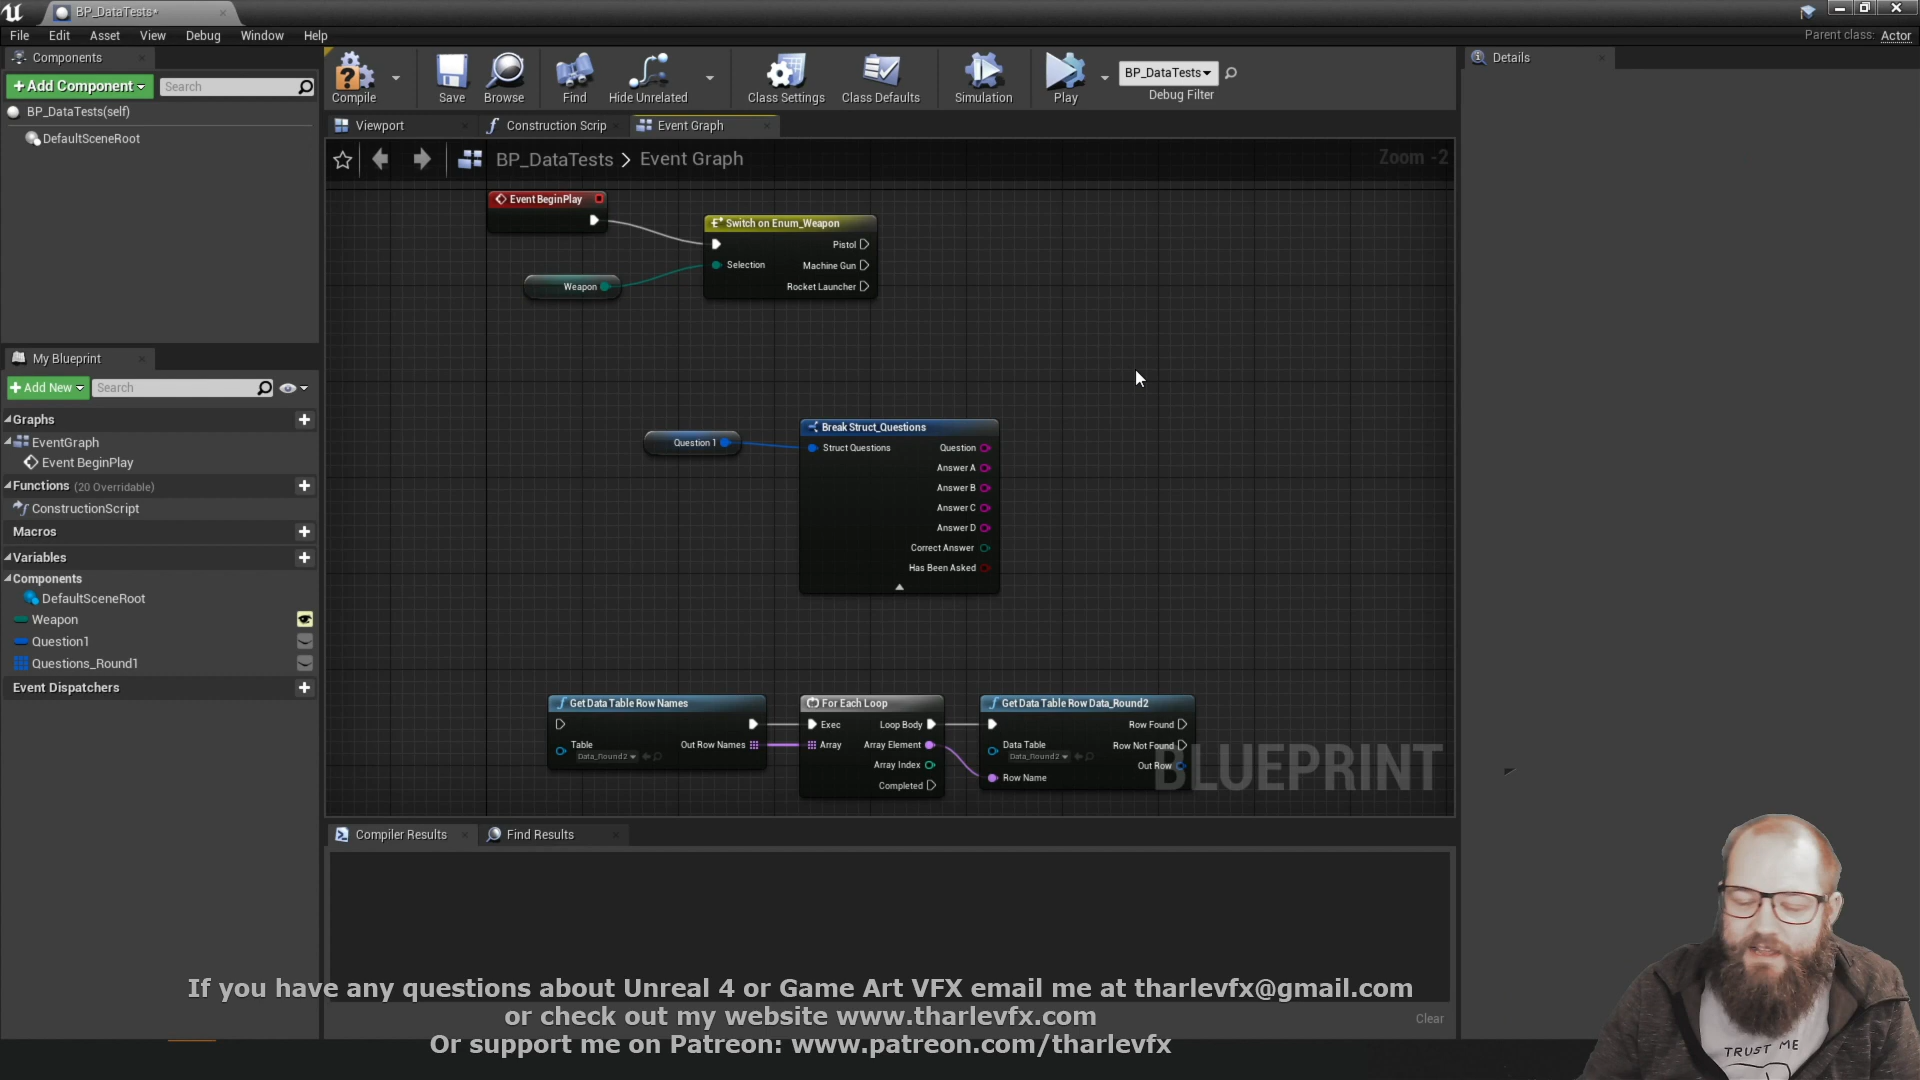 BP_DataTests*
File Edit Asset View Debug Window Help
Parent class: Actor
Components
+Add Component
Search
BP_DataTests(self)
DefaultSceneRoot
Compile
Save
Browse
Find
Hide Unrelated
Class Settings
Class Defaults
Simulation
Play
BP_DataTests
Debug Filter
Details
Viewport
Construction Scrip
Event Graph
BP_DataTests > Event Graph
Zoom -2
Event BeginPlay
Switch on Enum_Weapon
Pistol
Selection
Machine Gun
Rocket Launcher
Weapon
My Blueprint
+Add New
Search
Graphs
EventGraph
Event BeginPlay
Functions (20 Overridable)
ConstructionScript
Macros
Variables
Components
DefaultSceneRoot
Weapon
Question1
Questions_Round1
Event Dispatchers
Question 1
Break Struct_Questions
Struct Questions
Question
Answer A
Answer B
Answer C
Answer D
Correct Answer
Has Been Asked
Get Data Table Row Names
Table
Data_Round2
Out Row Names
For Each Loop
Exec
Loop Body
Array
Array Element
Array Index
Completed
Get Data Table Row Data_Round2
Row Found
Data Table
Data_Round2
Row Not Found
Out Row
Row Name
BLUEPRINT
Compiler Results
Find Results
Clear
If you have any questions about Unreal 4 or Game Art VFX email me at tharlevfx@gmail.com
or check out my website www.tharlevfx.com
Or support me on Patreon: www.patreon.com/tharlevfx
TRUST ME